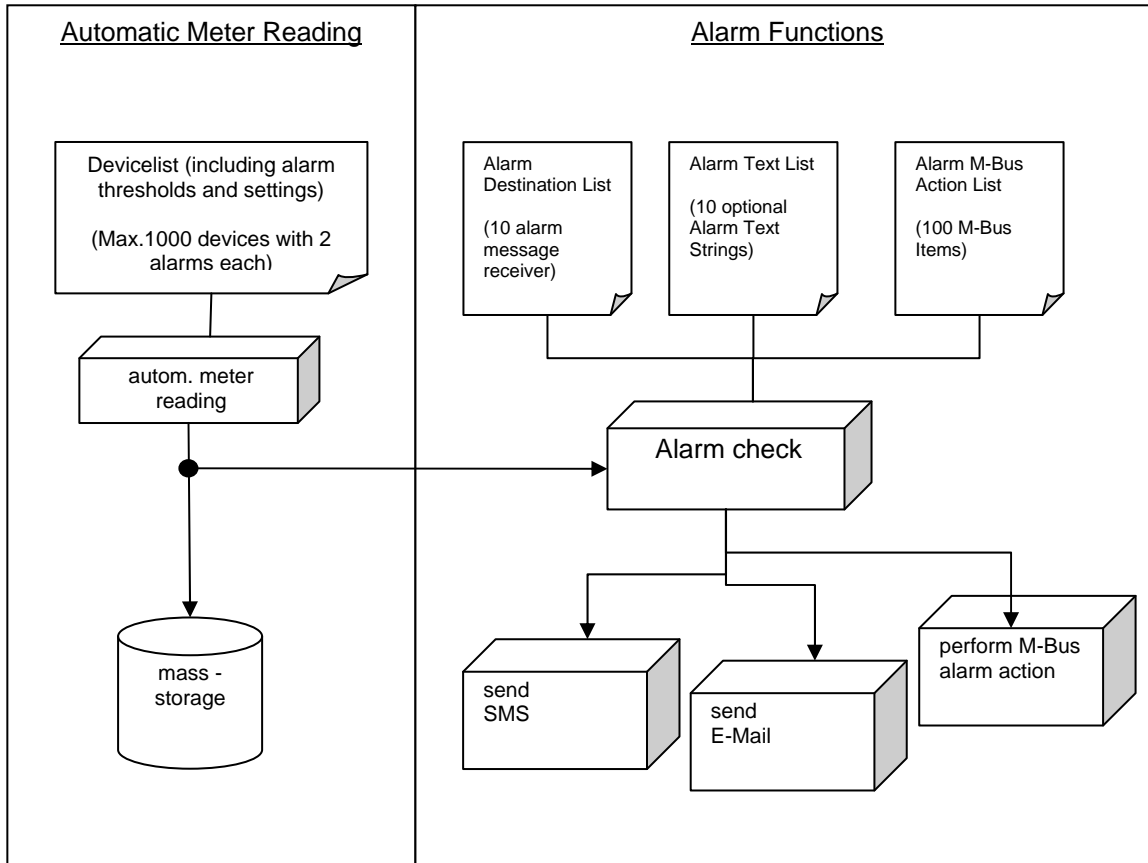 Automatic Meter Reading
Alarm Functions
Devicelist (including alarm
thresholds and settings)
(Max.1000 devices with 2
alarms each)
Alarm
Destination List
(10 alarm
message
receiver)
Alarm Text List
(10 optional
Alarm Text
Strings)
Alarm M-Bus
Action List
(100 M-Bus
Items)
autom. meter
reading
Alarm check
mass -
storage
send
SMS
send
E-Mail
perform M-Bus
alarm action